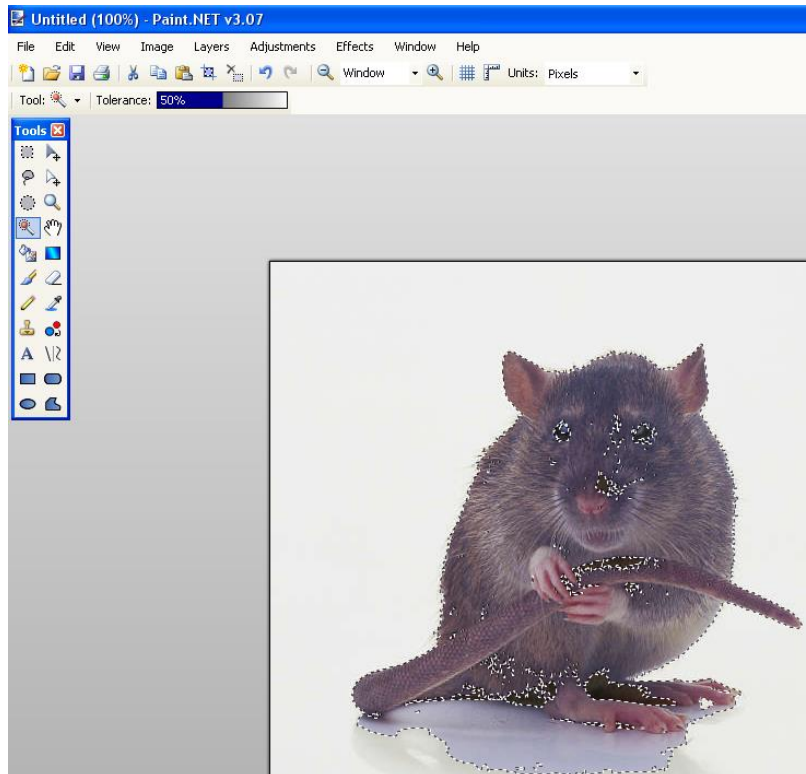 Untitled (100%) - Paint.NET v3.07
File Edit View Image Layers Adjustments Effects Window Help
Window Units: Pixels
Tool: Tolerance: 50%
Tools
A